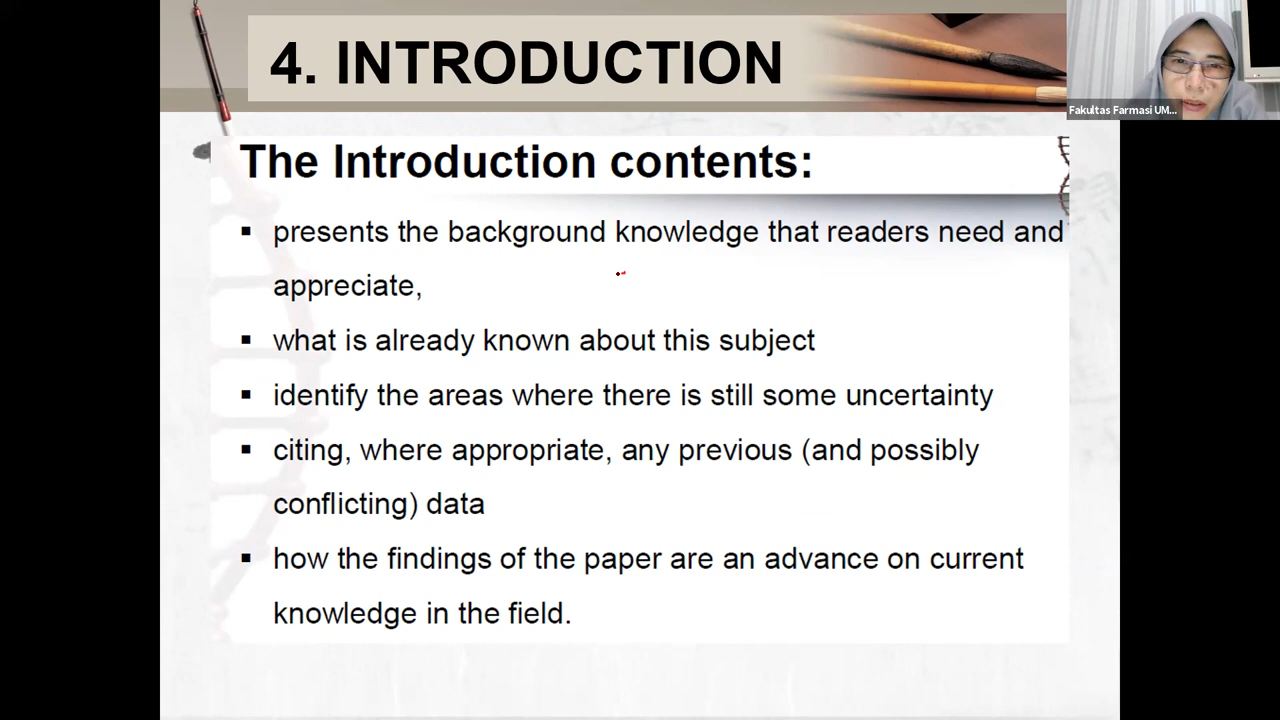 4. INTRODUCTION
Fakultas Farmasi UM...
The Introduction contents:
▪ presents the background knowledge that readers need and
appreciate,
▪ what is already known about this subject
▪ identify the areas where there is still some uncertainty
▪ citing, where appropriate, any previous (and possibly
conflicting) data
▪ how the findings of the paper are an advance on current
knowledge in the field.